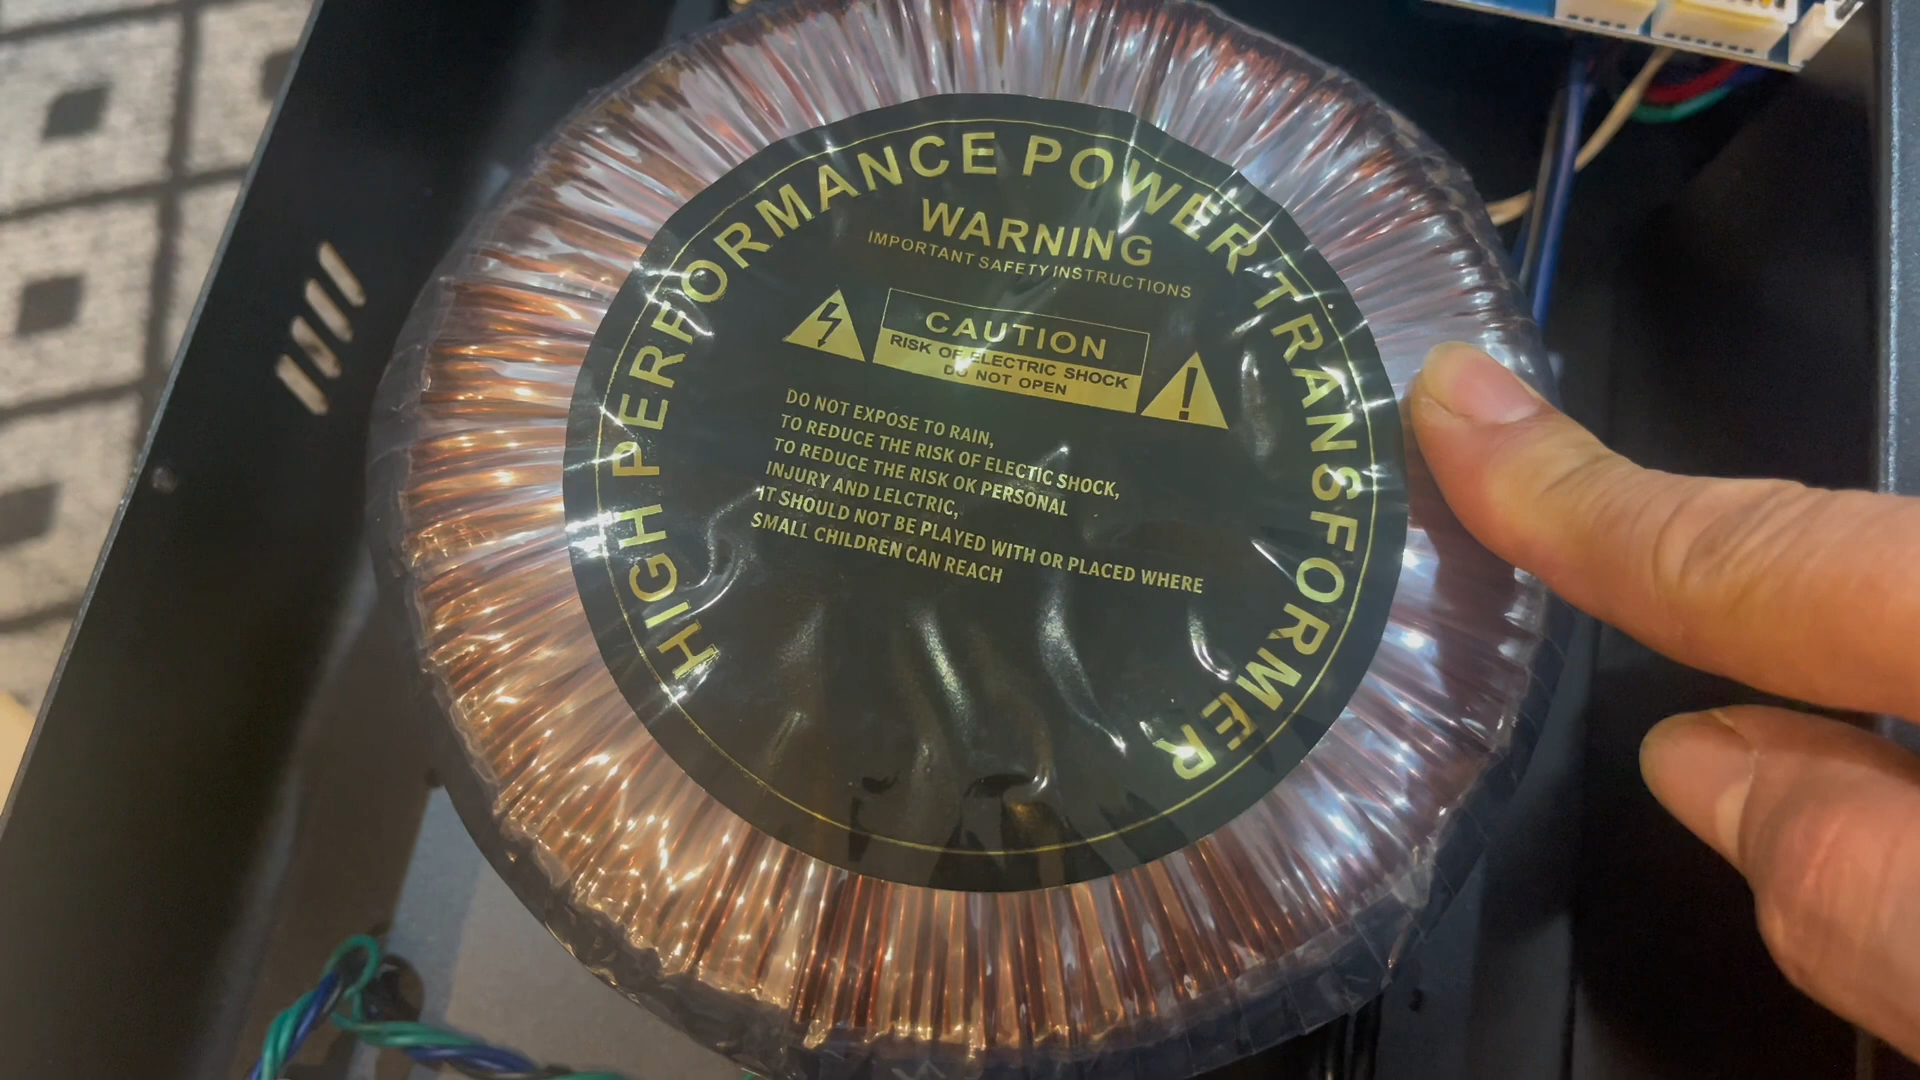 HIGH PERFORMANCE POWER TRANSFORMER
WARNING
IMPORTANT SAFETY INSTRUCTIONS
CAUTION
RISK OF ELECTRIC SHOCK
DO NOT OPEN
DO NOT EXPOSE TO RAIN,
TO REDUCE THE RISK OF ELECTIC SHOCK,
TO REDUCE THE RISK OK PERSONAL
INJURY AND LELCTRIC,
IT SHOULD NOT BE PLAYED WITH OR PLACED WHERE
SMALL CHILDREN CAN REACH